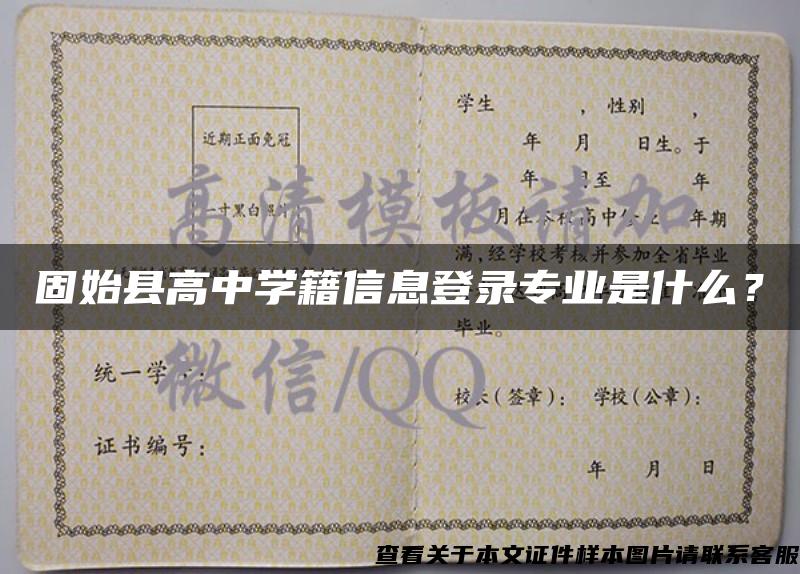 近期正面免冠
一寸黑白照片
学生 ，性别 ，
年 月 日生。于
年 月至 年
月在本校高中 年期
满，经学校考核并参加全省毕业
高清模板请加
固始县高中学籍信息登录专业是什么？
毕业。
微信/QQ
统一学号：
证书编号：
校长（签章）： 学校（公章）：
年 月 日
查看关于本文证件样本图片请联系客服